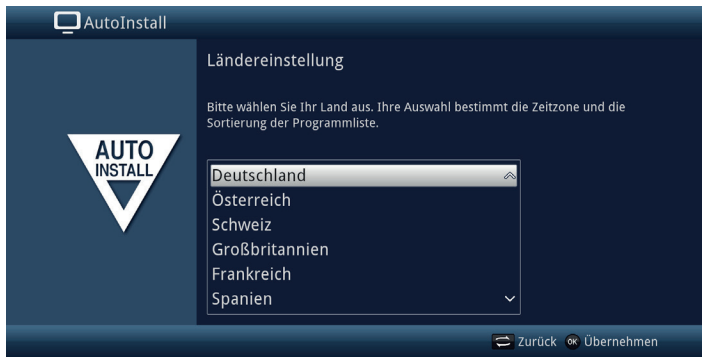 AutoInstall
Ländereinstellung
Bitte wählen Sie Ihr Land aus. Ihre Auswahl bestimmt die Zeitzone und die
Sortierung der Programmliste.
AUTO
INSTALL
Deutschland
Österreich
Schweiz
Großbritannien
Frankreich
Spanien
Zurück OK Übernehmen